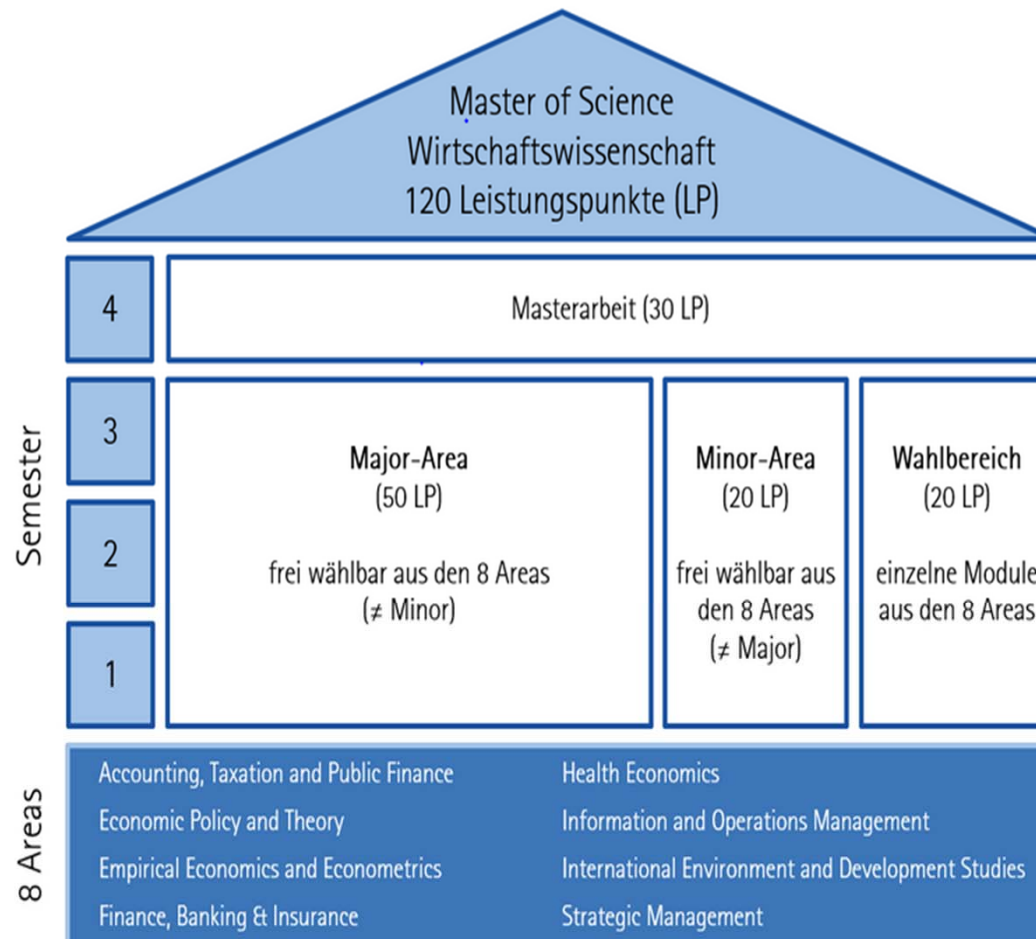 Master of Science
Wirtschaftswissenschaft
120 Leistungspunkte (LP)
4
Masterarbeit (30 LP)
Semester
3
2
1
Major-Area
(50 LP)
frei wählbar aus den 8 Areas
(≠ Minor)
Minor-Area
(20 LP)
frei wählbar aus
den 8 Areas
(≠ Major)
Wahlbereich
(20 LP)
einzelne Module
aus den 8 Areas
8 Areas
Accounting, Taxation and Public Finance
Economic Policy and Theory
Empirical Economics and Econometrics
Finance, Banking & Insurance
Health Economics
Information and Operations Management
International Environment and Development Studies
Strategic Management